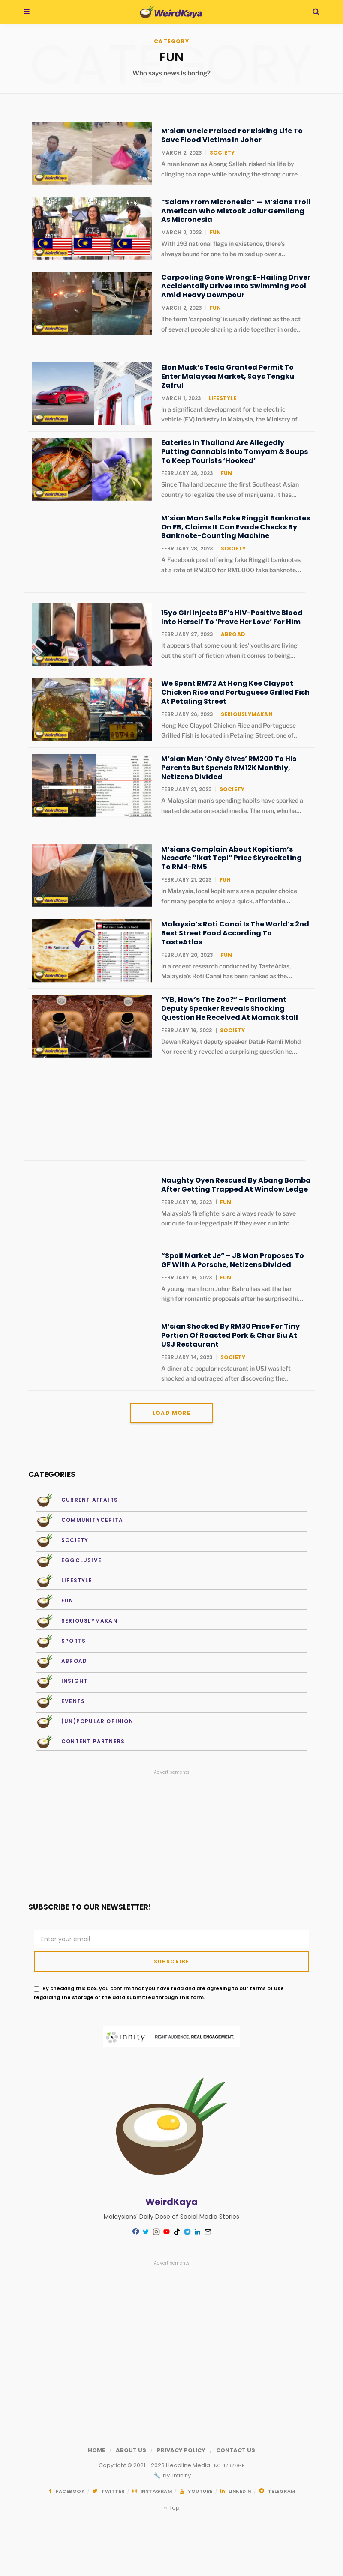 WeirdKaya
CATEGORY
CATEGORY
FUN
Who says news is boring?
M'sian Uncle Praised For Risking Life To
Save Flood Victims In Johor
MARCH 2, 2023 | SOCIETY
A man known as Abang Salleh, risked his life by
clinging to a rope while braving the strong curre...
WeirdKaya
"Salam From Micronesia" — M'sians Troll
American Who Mistook Jalur Gemilang
As Micronesia
MARCH 2, 2023 | FUN
With 193 national flags in existence, there's
always bound for one to be mixed up over a...
WeirdKaya
Carpooling Gone Wrong: E-Hailing Driver
Accidentally Drives Into Swimming Pool
Amid Heavy Downpour
MARCH 2, 2023 | FUN
The term 'carpooling' is usually defined as the act
of several people sharing a ride together in orde...
WeirdKaya
Elon Musk's Tesla Granted Permit To
Enter Malaysia Market, Says Tengku
Zafrul
MARCH 1, 2023 | LIFESTYLE
In a significant development for the electric
vehicle (EV) industry in Malaysia, the Ministry of...
WeirdKaya
Eateries In Thailand Are Allegedly
Putting Cannabis Into Tomyam & Soups
To Keep Tourists 'Hooked'
FEBRUARY 28, 2023 | FUN
Since Thailand became the first Southeast Asian
country to legalize the use of marijuana, it has...
WeirdKaya
M'sian Man Sells Fake Ringgit Banknotes
On FB, Claims It Can Evade Checks By
Banknote-Counting Machine
FEBRUARY 28, 2023 | SOCIETY
A Facebook post offering fake Ringgit banknotes
at a rate of RM300 for RM1,000 fake banknote...
15yo Girl Injects BF's HIV-Positive Blood
Into Herself To 'Prove Her Love' For Him
FEBRUARY 27, 2023 | ABROAD
It appears that some countries' youths are living
out the stuff of fiction when it comes to being...
WeirdKaya
We Spent RM72 At Hong Kee Claypot
Chicken Rice and Portuguese Grilled Fish
At Petaling Street
FEBRUARY 26, 2023 | SERIOUSLYMAKAN
Hong Kee Claypot Chicken Rice and Portuguese
Grilled Fish is located in Petaling Street, one of...
WeirdKaya
M'sian Man 'Only Gives' RM200 To His
Parents But Spends RM12K Monthly,
Netizens Divided
FEBRUARY 21, 2023 | SOCIETY
A Malaysian man's spending habits have sparked a
heated debate on social media. The man, who ha...
WeirdKaya
M'sians Complain About Kopitiam's
Nescafe "Ikat Tepi" Price Skyrocketing
To RM4-RM5
FEBRUARY 21, 2023 | FUN
In Malaysia, local kopitiams are a popular choice
for many people to enjoy a quick, affordable...
WeirdKaya
Malaysia's Roti Canai Is The World's 2nd
Best Street Food According To
TasteAtlas
FEBRUARY 20, 2023 | FUN
In a recent research conducted by TasteAtlas,
Malaysia's Roti Canai has been ranked as the...
WeirdKaya
"YB, How's The Zoo?" – Parliament
Deputy Speaker Reveals Shocking
Question He Received At Mamak Stall
FEBRUARY 16, 2023 | SOCIETY
Dewan Rakyat deputy speaker Datuk Ramli Mohd
Nor recently revealed a surprising question he...
WeirdKaya
Naughty Oyen Rescued By Abang Bomba
After Getting Trapped At Window Ledge
FEBRUARY 16, 2023 | FUN
Malaysia's firefighters are always ready to save
our cute four-legged pals if they ever run into...
"Spoil Market Je" – JB Man Proposes To
GF With A Porsche, Netizens Divided
FEBRUARY 16, 2023 | FUN
A young man from Johor Bahru has set the bar
high for romantic proposals after he surprised hi...
M'sian Shocked By RM30 Price For Tiny
Portion Of Roasted Pork & Char Siu At
USJ Restaurant
FEBRUARY 14, 2023 | SOCIETY
A diner at a popular restaurant in USJ was left
shocked and outraged after discovering the...
LOAD MORE
CATEGORIES
CURRENT AFFAIRS
COMMUNITYCERITA
SOCIETY
EGGCLUSIVE
LIFESTYLE
FUN
SERIOUSLYMAKAN
SPORTS
ABROAD
INSIGHT
EVENTS
(UN)POPULAR OPINION
CONTENT PARTNERS
- Advertisements -
SUBSCRIBE TO OUR NEWSLETTER!
Enter your email
SUBSCRIBE
By checking this box, you confirm that you have read and are agreeing to our terms of use
regarding the storage of the data submitted through this form.
innity RIGHT AUDIENCE. REAL ENGAGEMENT.
WeirdKaya
Malaysians' Daily Dose of Social Media Stories
- Advertisements -
HOME / ABOUT US / PRIVACY POLICY / CONTACT US
Copyright © 2021 - 2023 Headline Media
by Infinity
FACEBOOK TWITTER INSTAGRAM YOUTUBE LINKEDIN TELEGRAM
Top